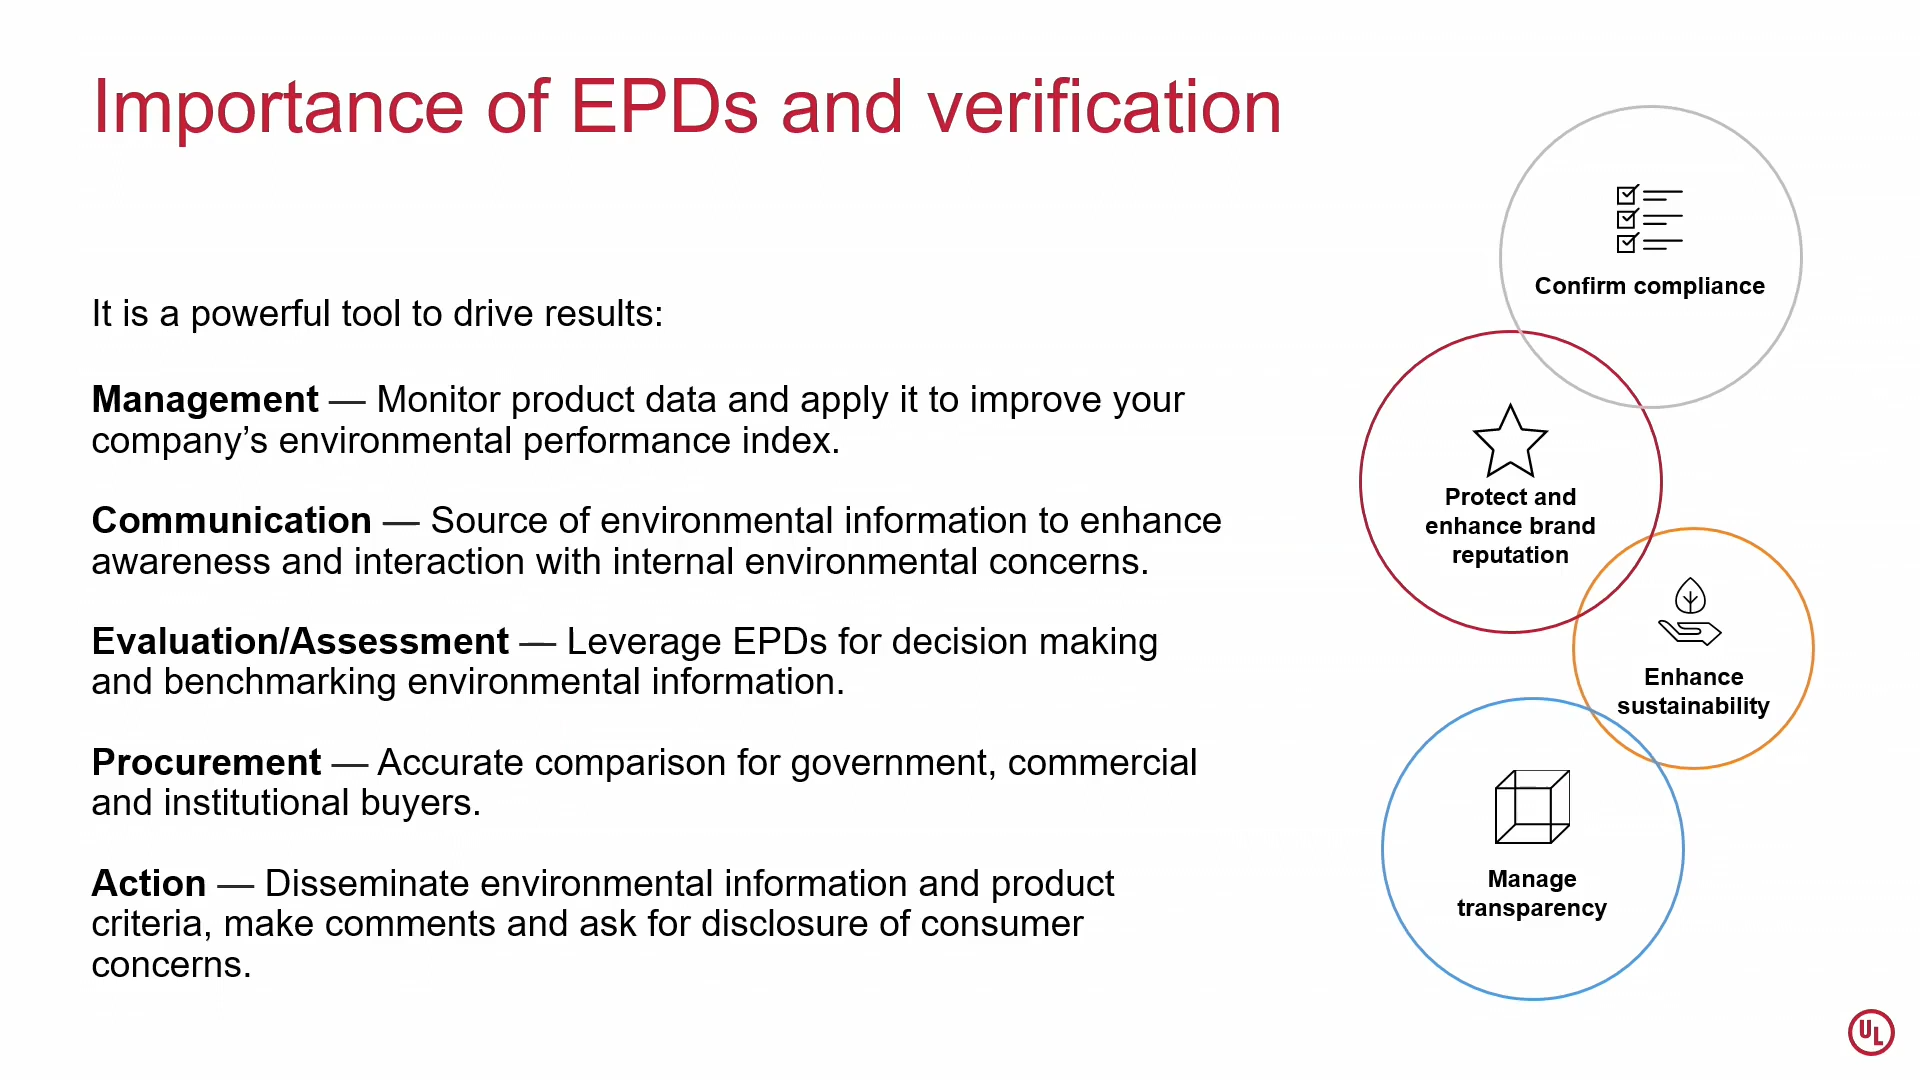 Importance of EPDs and verification
It is a powerful tool to drive results:
Management — Monitor product data and apply it to improve your
company’s environmental performance index.
Communication — Source of environmental information to enhance
awareness and interaction with internal environmental concerns.
Evaluation/Assessment — Leverage EPDs for decision making
and benchmarking environmental information.
Procurement — Accurate comparison for government, commercial
and institutional buyers.
Action — Disseminate environmental information and product
criteria, make comments and ask for disclosure of consumer
concerns.
Confirm compliance
Protect and
enhance brand
reputation
Enhance
sustainability
Manage
transparency
UL